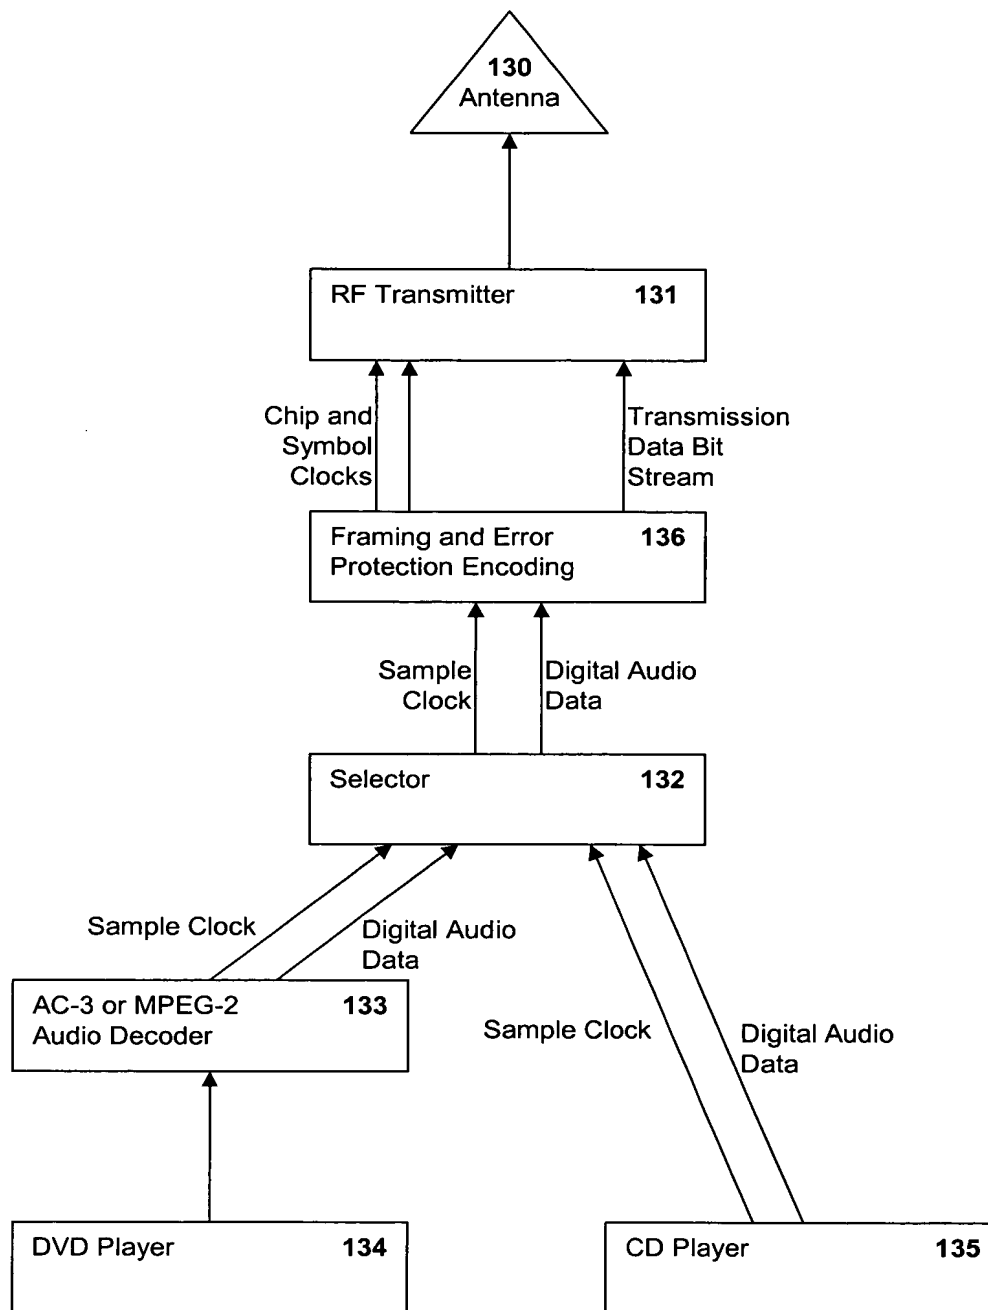 130
Antenna
RF Transmitter 131
Chip and
Symbol
Clocks
Transmission
Data Bit
Stream
Framing and Error 136
Protection Encoding
Sample
Clock
Digital Audio
Data
Selector 132
Sample Clock
Digital Audio
Data
AC-3 or MPEG-2 133
Audio Decoder
Sample Clock
Digital Audio
Data
DVD Player 134
CD Player 135